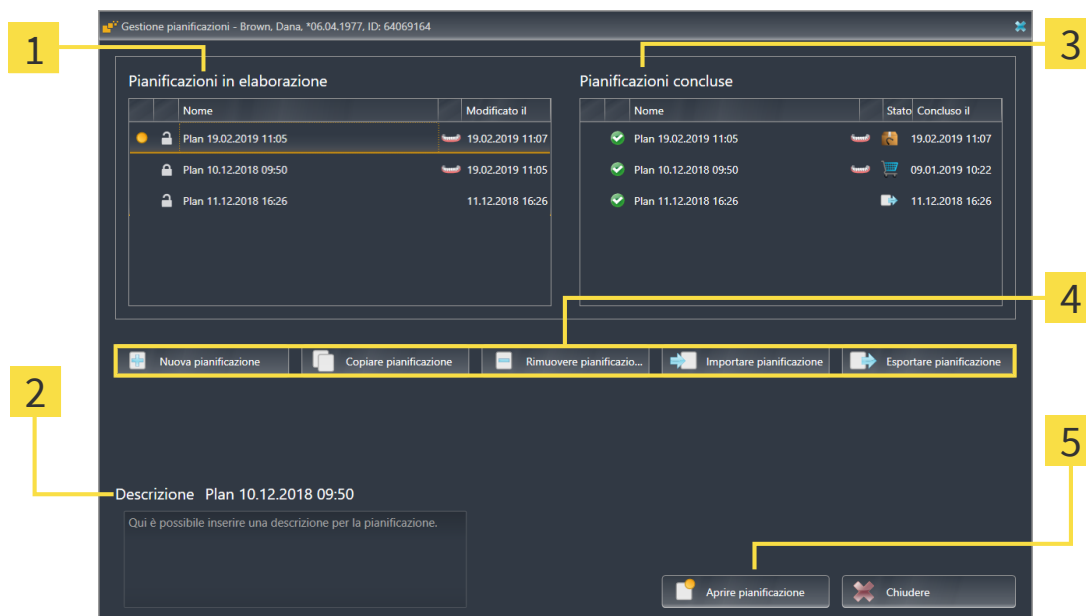 Gestione pianificazioni - Brown, Dana, *06.04.1977, ID: 64069164
1
3
Pianificazioni in elaborazione
Pianificazioni concluse
Nome Modificato il
Nome Stato Concluso il
Plan 19.02.2019 11:05 19.02.2019 11:07
Plan 19.02.2019 11:05 19.02.2019 11:07
Plan 10.12.2018 09:50 19.02.2019 11:05
Plan 10.12.2018 09:50 09.01.2019 10:22
Plan 11.12.2018 16:26 11.12.2018 16:26
Plan 11.12.2018 16:26 11.12.2018 16:26
4
Nuova pianificazione Copiare pianificazione Rimuovere pianificazio... Importare pianificazione Esportare pianificazione
2
5
Descrizione Plan 10.12.2018 09:50
Qui è possibile inserire una descrizione per la pianificazione.
Aprire pianificazione Chiudere